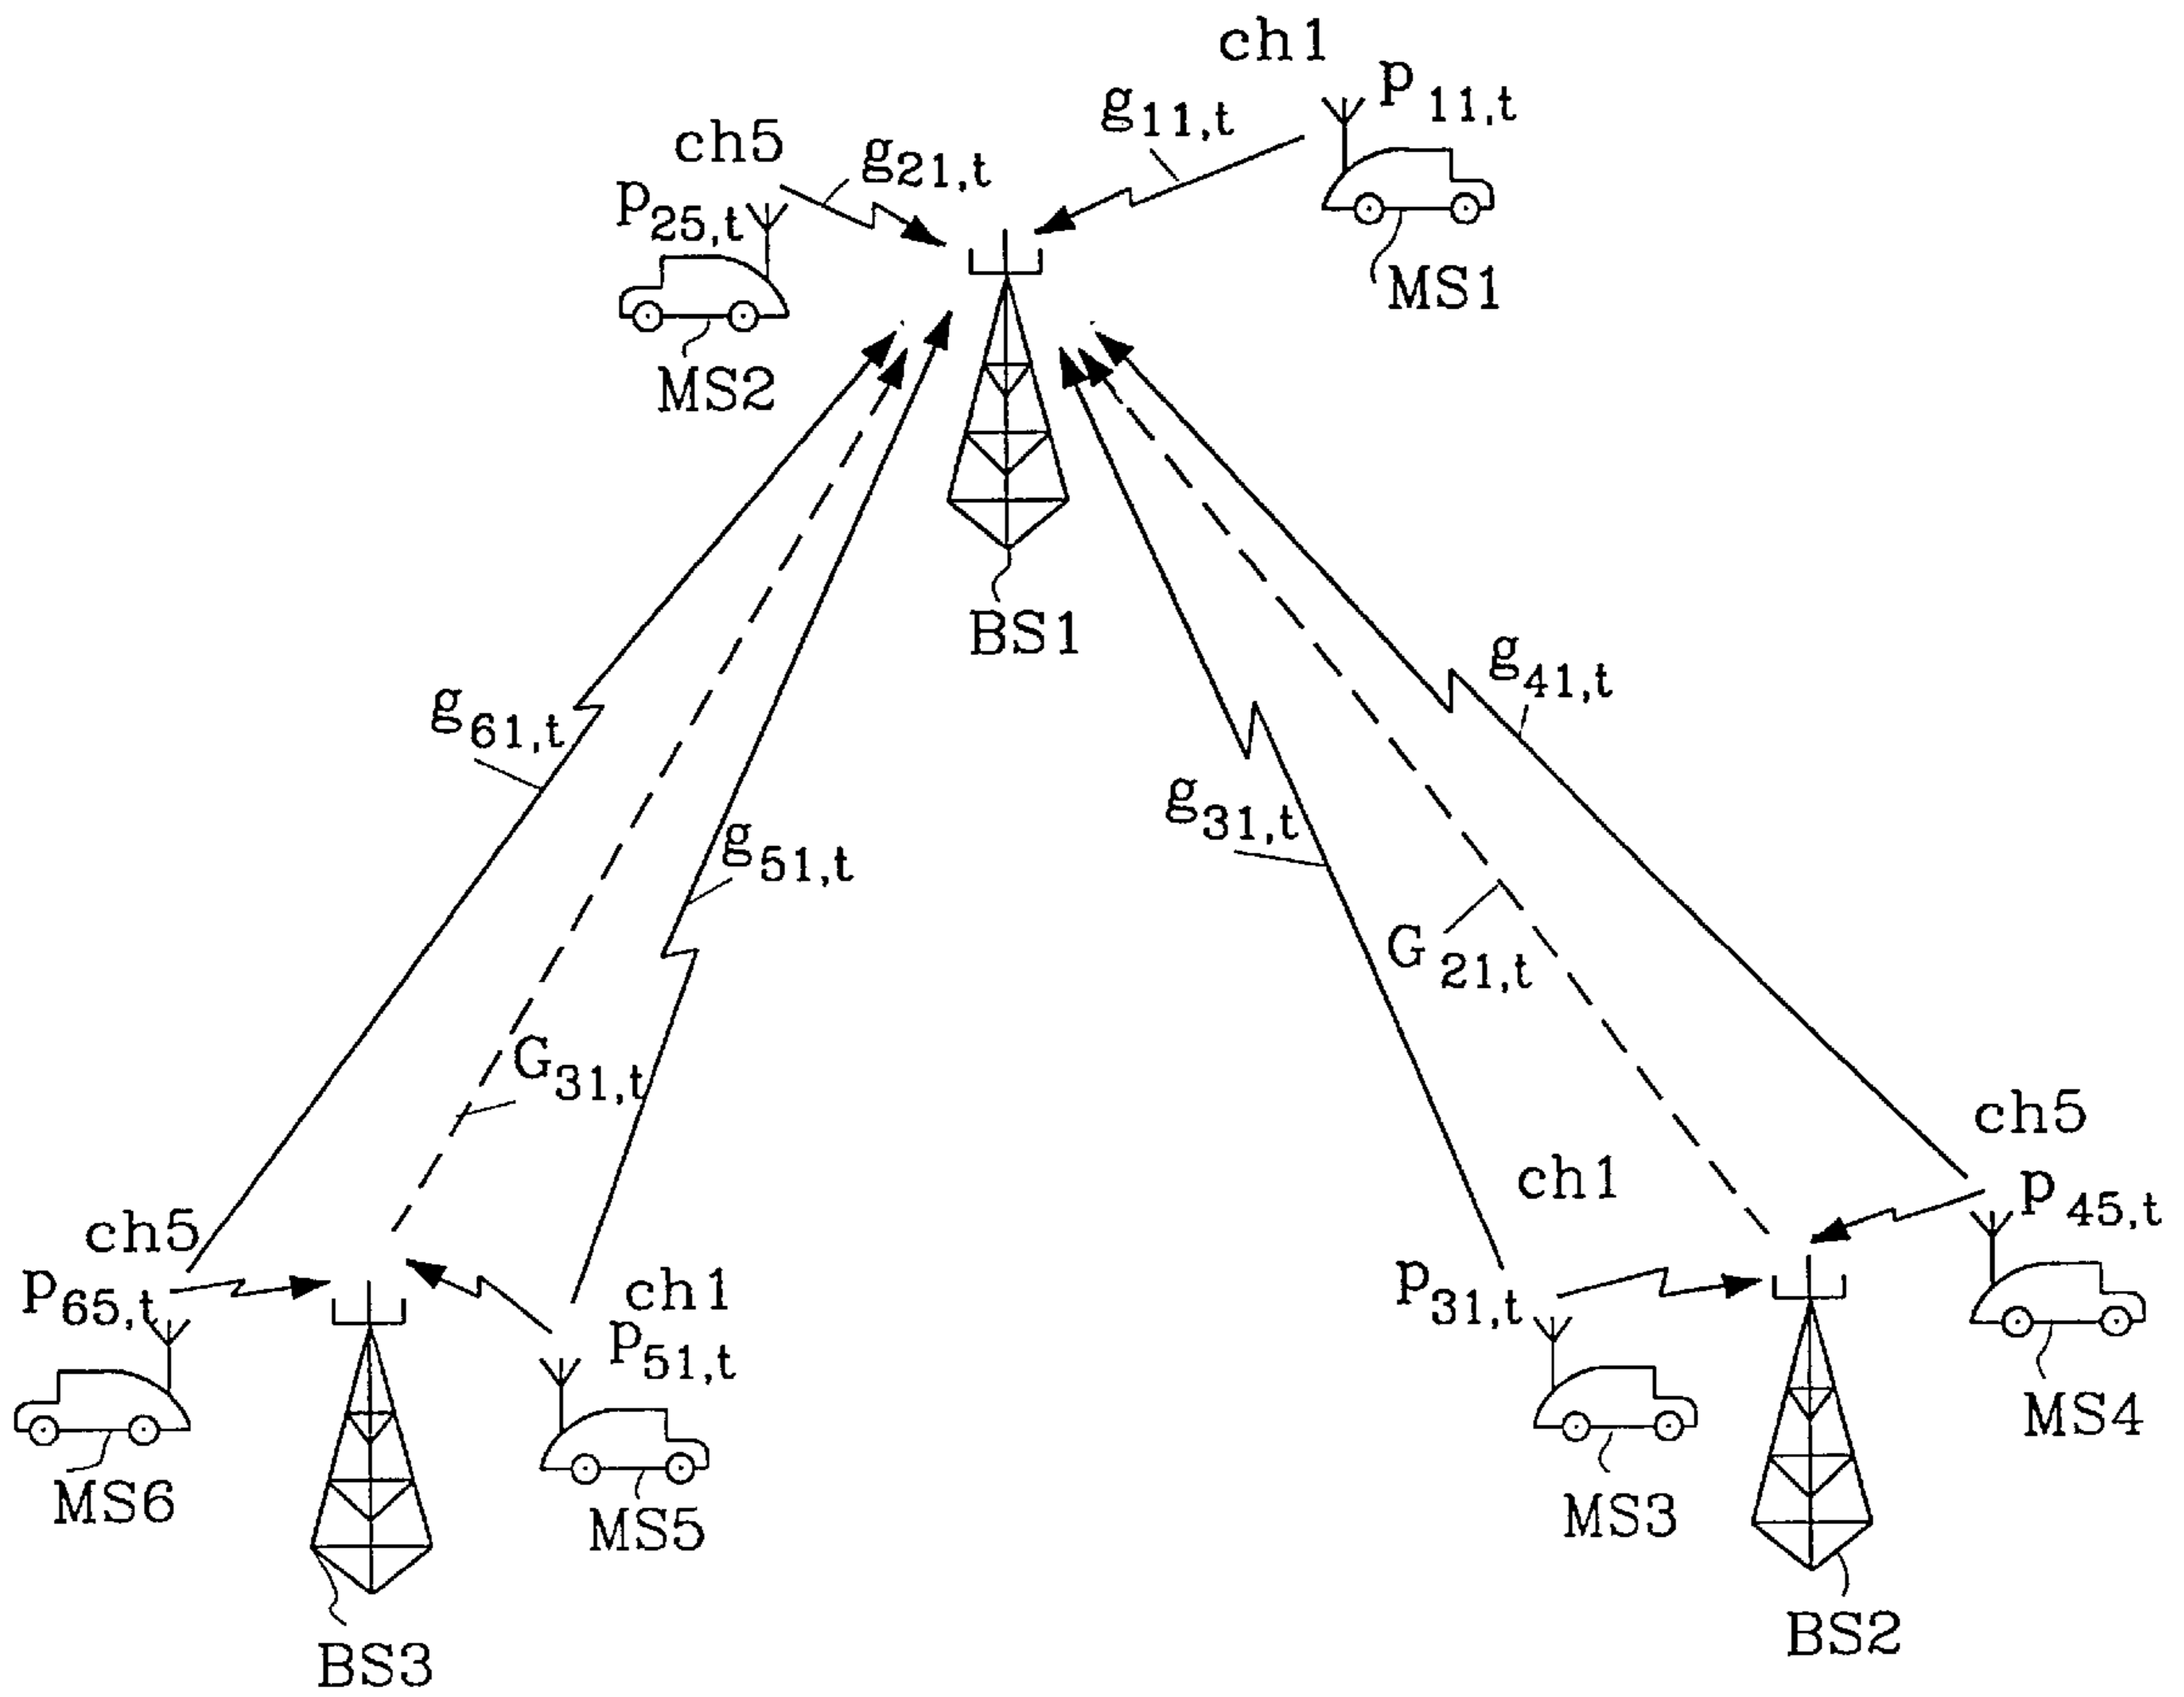 ch1
p11,t
g11,t
ch5
g21,t
p25,t
MS1
MS2
BS1
g41,t
g61,t
g31,t
g51,t
G21,t
G31,t
ch5
ch1
p45,t
ch5
p65,t
ch1
p31,t
p51,t
MS4
MS6
MS5
MS3
BS3
BS2